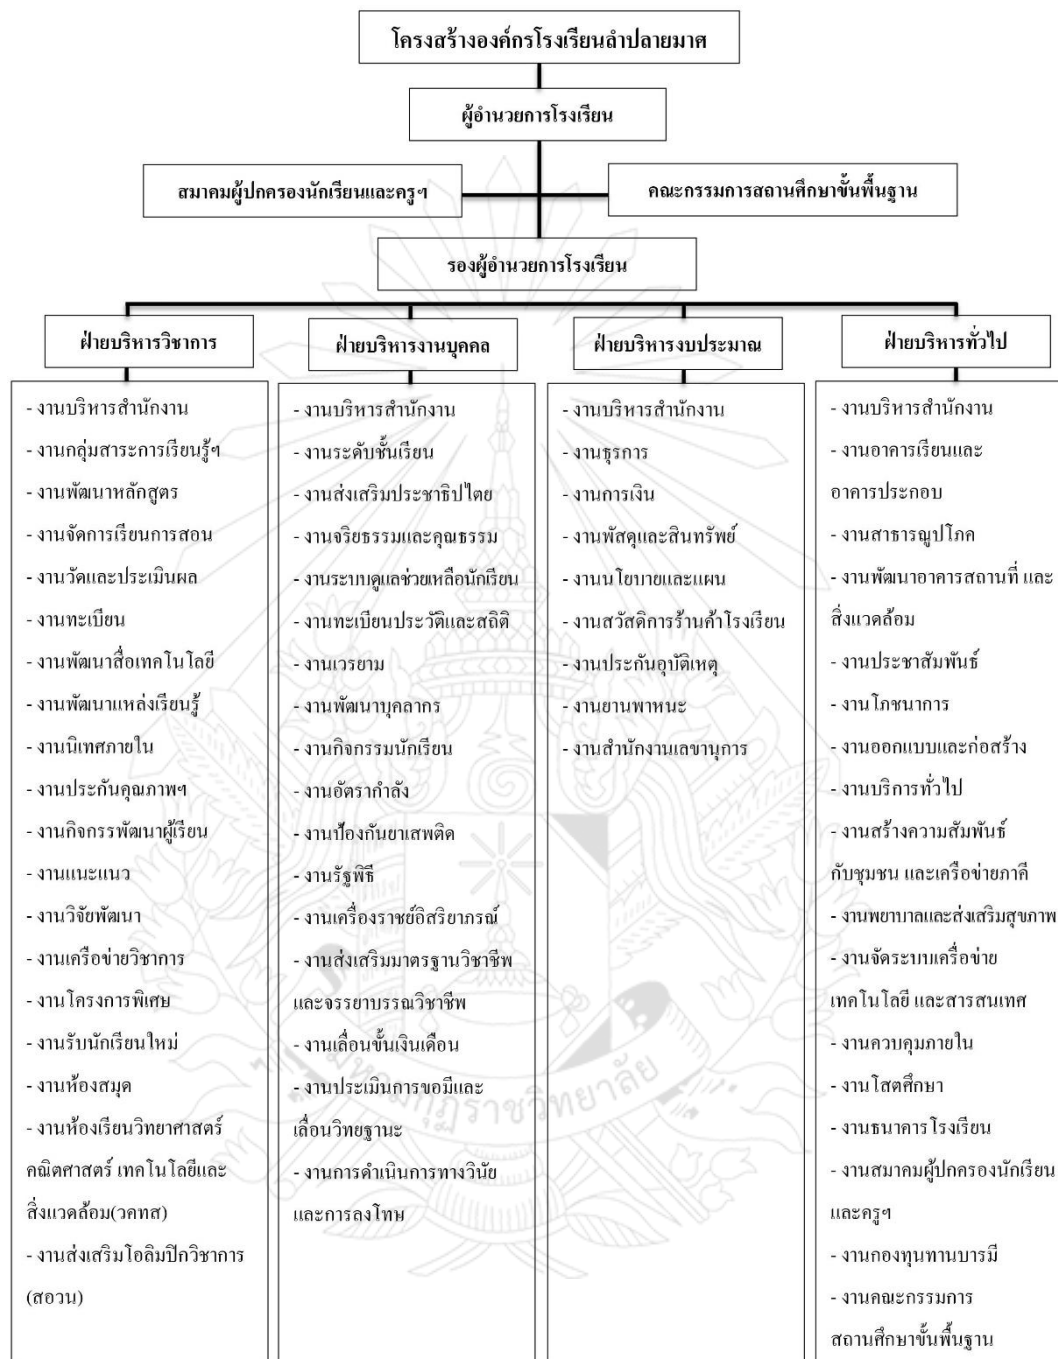 โครงสร้างองค์กรโรงเรียนลำปลายมาศ
ผู้อำนวยการโรงเรียน
สมาคมผู้ปกครองนักเรียนและครูฯ
คณะกรรมการสถานศึกษาขั้นพื้นฐาน
รองผู้อำนวยการโรงเรียน
ฝ่ายบริหารวิชาการ
- งานบริหารสำนักงาน
- งานกลุ่มสาระการเรียนรู้ฯ
- งานพัฒนาหลักสูตร
- งานจัดการเรียนการสอน
- งานวัดและประเมินผล
- งานทะเบียน
- งานพัฒนาสื่อเทคโนโลยี
- งานพัฒนาแหล่งเรียนรู้
- งานนิเทศภายใน
- งานประกันคุณภาพฯ
- งานกิจกรรพัฒนาผู้เรียน
- งานแนะแนว
- งานวิจัยพัฒนา
- งานเครือข่ายวิชาการ
- งานโครงการพิเศษ
- งานรับนักเรียนใหม่
- งานห้องสมุด
- งานห้องเรียนวิทยาศาสตร์
คณิตศาสตร์ เทคโนโลยีและ
สิ่งแวดล้อม(วคทส)
- งานส่งเสริมโอลิมปิกวิชาการ
(สอวน)
ฝ่ายบริหารงานบุคคล
- งานบริหารสำนักงาน
- งานระดับชั้นเรียน
- งานส่งเสริมประชาธิปไตย
- งานจริยธรรมและคุณธรรม
- งานระบบดูแลช่วยเหลือนักเรียน
- งานทะเบียนประวัติและสถิติ
- งานเวรยาม
- งานพัฒนาบุคลากร
- งานกิจกรรมนักเรียน
- งานอัตรากำลัง
- งานป้องกันยาเสพติด
- งานรัฐพิธี
- งานเครื่องราชย์อิสริยาภรณ์
- งานส่งเสริมมาตรฐานวิชาชีพ
และจรรยาบรรณวิชาชีพ
- งานเลื่อนขั้นเงินเดือน
- งานประเมินการขอมีและ
เลื่อนวิทยฐานะ
- งานการดำเนินการทางวินัย
และการลงโทษ
ฝ่ายบริหารงบประมาณ
- งานบริหารสำนักงาน
- งานธุรการ
- งานการเงิน
- งานพัสดุและสินทรัพย์
- งานนโยบายและแผน
- งานสวัสดิการร้านค้าโรงเรียน
- งานประกันอุบัติเหตุ
- งานยานพาหนะ
- งานสำนักงานเลขานุการ
ฝ่ายบริหารทั่วไป
- งานบริหารสำนักงาน
- งานอาคารเรียนและ
อาคารประกอบ
- งานสาธารณูปโภค
- งานพัฒนาอาคารสถานที่ และ
สิ่งแวดล้อม
- งานประชาสัมพันธ์
- งานโภชนาการ
- งานออกแบบและก่อสร้าง
- งานบริการทั่วไป
- งานสร้างความสัมพันธ์
กับชุมชน และเครือข่ายภาคี
- งานพยาบาลและส่งเสริมสุขภาพ
- งานจัดระบบเครือข่าย
เทคโนโลยี และสารสนเทศ
- งานควบคุมภายใน
- งานโสตศึกษา
- งานธนาคารโรงเรียน
- งานสมาคมผู้ปกครองนักเรียน
และครูฯ
- งานกองทุนทานบารมี
- งานคณะกรรมการ
สถานศึกษาขั้นพื้นฐาน